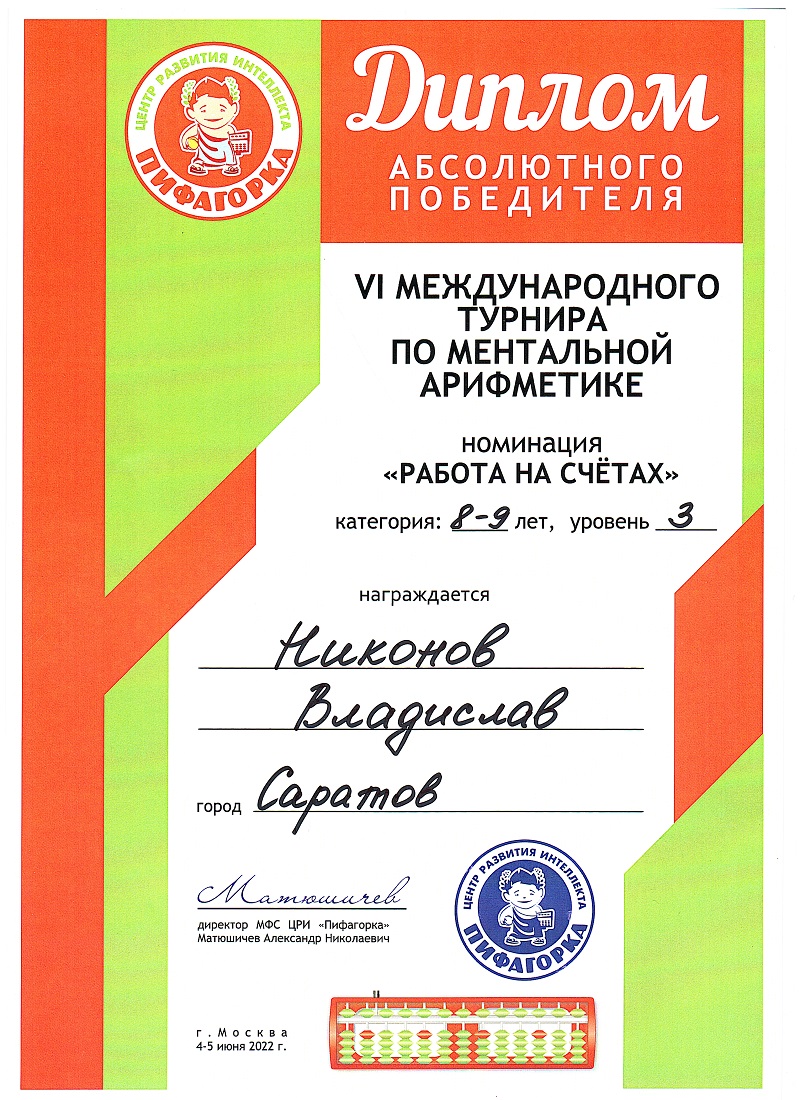 ЦЕНТР РАЗВИТИЯ ИНТЕЛЛЕКТА
ПИФАГОРКА
Диплом
АБСОЛЮТНОГО
ПОБЕДИТЕЛЯ
VI МЕЖДУНАРОДНОГО
ТУРНИРА
ПО МЕНТАЛЬНОЙ
АРИФМЕТИКЕ
номинация
«РАБОТА НА СЧЁТАХ»
категория: 8-9 лет, уровень 3
награждается
Никонов
Владислав
город Саратов
Матюшичев
директор МФС ЦРИ «Пифагорка»
Матюшичев Александр Николаевич
ЦЕНТР РАЗВИТИЯ ИНТЕЛЛЕКТА
ПИФАГОРКА
г. Москва
4-5 июня 2022 г.